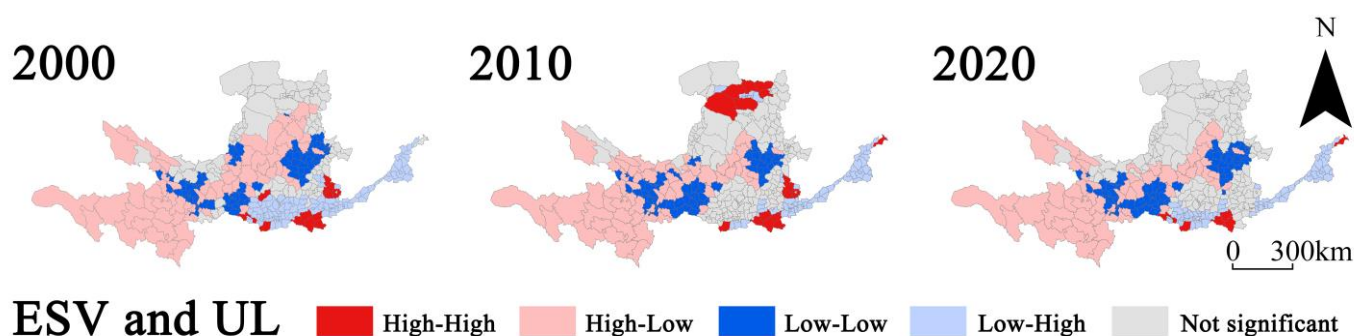 2000
2010
2020
N
0 300km
ESV and UL High-High High-Low Low-Low Low-High Not significant